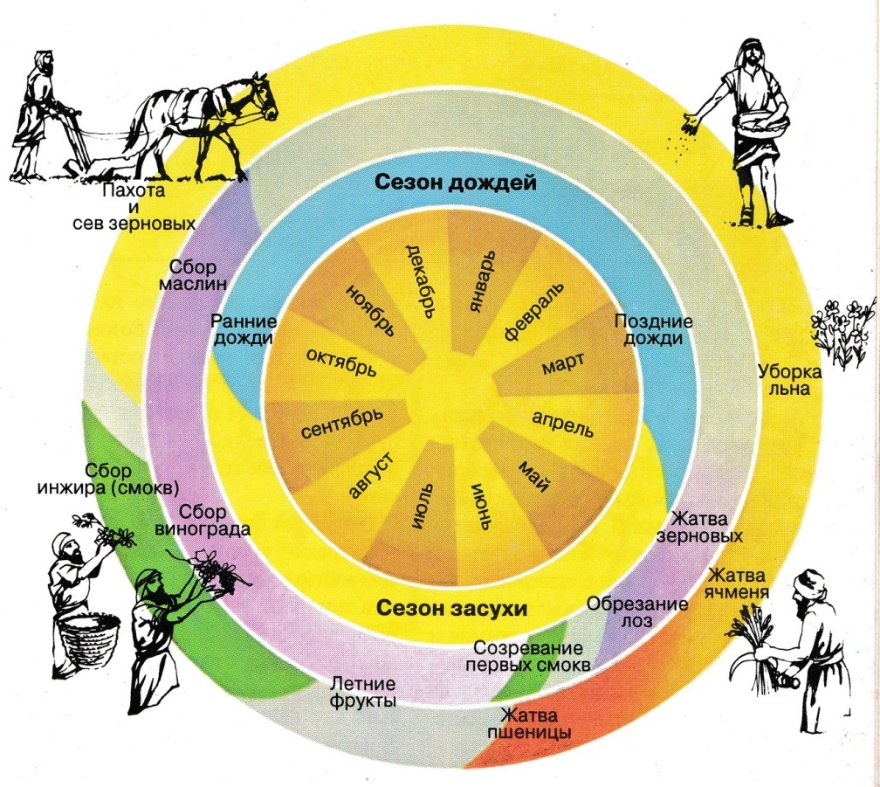 Пахота
и
сев зерновых
Сезон дождей
Сбор
маслин
Ранние
дожди
Поздние
дожди
Уборка
льна
январь
февраль
март
апрель
май
июнь
июль
август
сентябрь
октябрь
ноябрь
декабрь
Сбор
инжира (смокв)
Сбор
винограда
Жатва
зерновых
Жатва
ячменя
Сезон засухи
Обрезание
лоз
Созревание
первых смокв
Летние
фрукты
Жатва
пшеницы